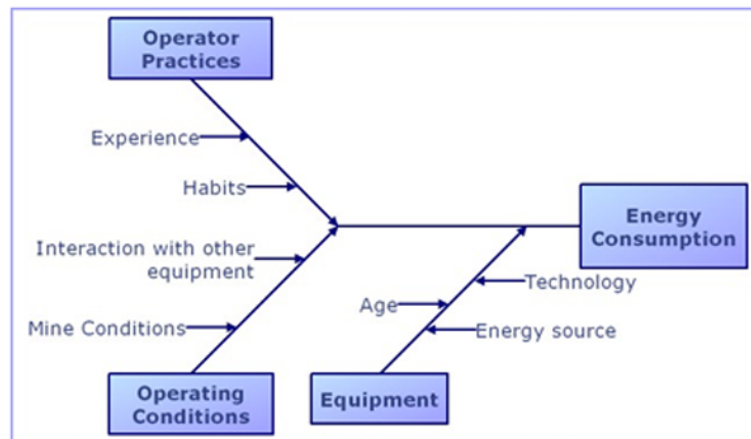 Operator
Practices
Experience
Habits
Interaction with other
equipment
Mine Conditions
Operating
Conditions
Energy
Consumption
Technology
Age
Energy source
Equipment